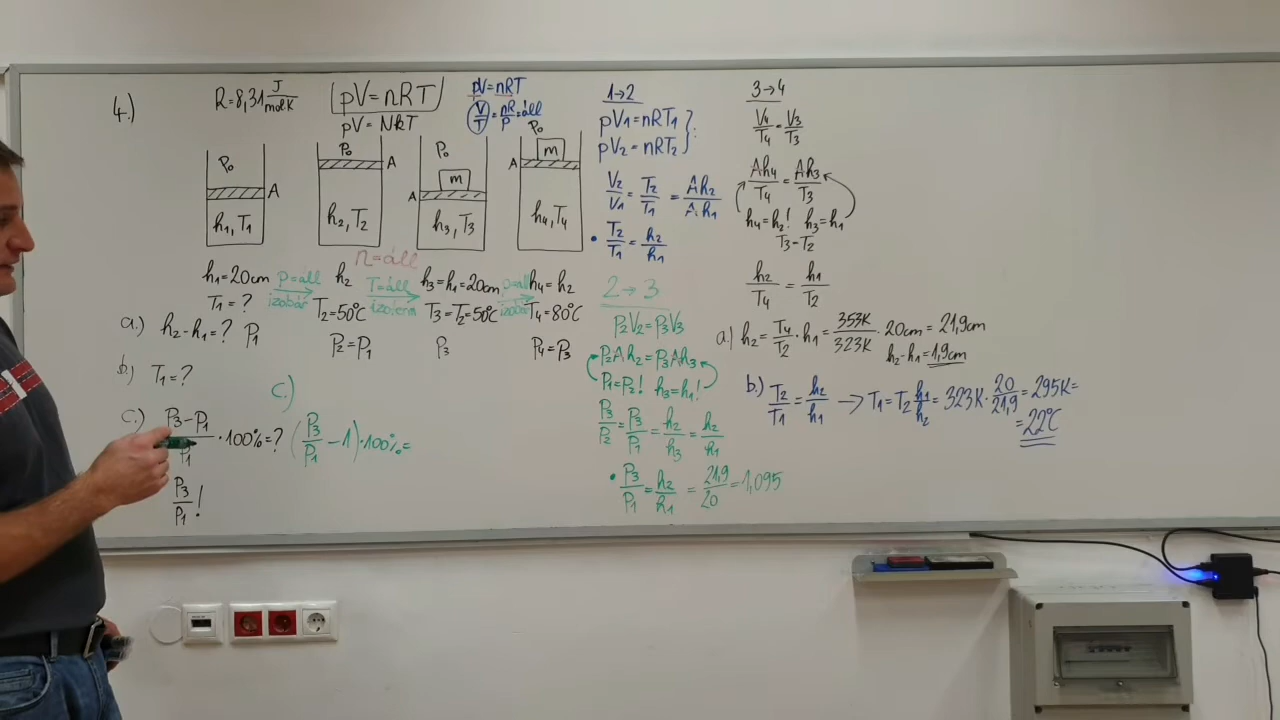 4.)
R=8,31 J/molK
pV=nRT
pV=NkT
pV=nRT
V/T=nR/p=áll
P₀
A
h₁,T₁
P₀
A
h₂,T₂
P₀
m
A
h₃,T₃
P₀
m
A
h₄,T₄
n=áll
h₁=20cm
T₁=?
p=áll
izobár
h₂
T₂=50°C
T=áll
izoterm
h₃=h₁=20cm
T₃=T₂=50°C
p=áll
izobár
h₄=h₂
T₄=80°C
a.) h₂-h₁=? P₁
P₂=P₁
P₃
P₄=P₃
b) T₁=?
c.) P₃-P₁/P₁·100%=?
P₃/P₁!
c.)
(P₃/P₁-1)·100%=
1→2
pV₁=nRT₁
pV₂=nRT₂ } :
V₂/V₁=T₂/T₁=Ah₂/Ah₁
• T₂/T₁=h₂/h₁
2→3
P₂V₂=P₃V₃
P₂Ah₂=P₃Ah₃
P₁=P₂! h₃=h₁!
P₃/P₂=P₃/P₁=h₂/h₃=h₂/h₁
• P₃/P₁=h₂/h₁=21,9/20=1,095
3→4
V₄/T₄=V₃/T₃
Ah₄/T₄=Ah₃/T₃
h₄=h₂! h₃=h₁
T₃-T₂
h₂/T₄=h₁/T₂
a.) h₂=T₄/T₂·h₁=353K/323K·20cm=21,9cm
h₂-h₁=1,9cm
b.) T₂/T₁=h₂/h₁→T₁=T₂h₁/h₂=323K·20/21,9=295K=
=22°C